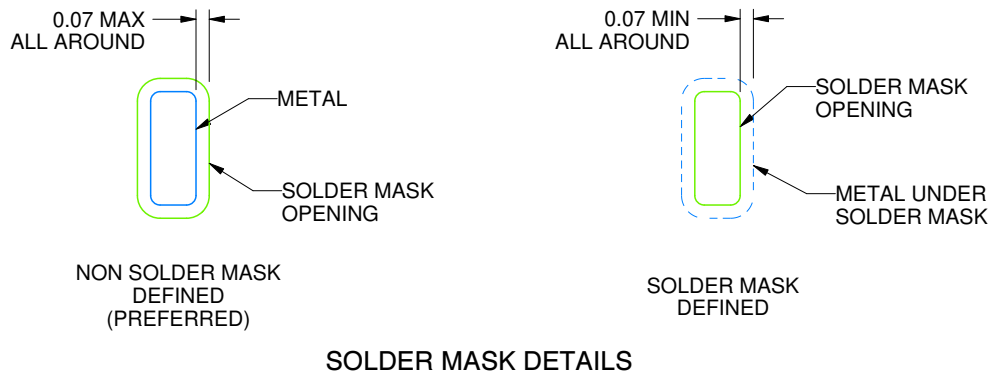 0.07 MAX
ALL AROUND
METAL
SOLDER MASK
OPENING
NON SOLDER MASK
DEFINED
(PREFERRED)
0.07 MIN
ALL AROUND
SOLDER MASK
OPENING
METAL UNDER
SOLDER MASK
SOLDER MASK
DEFINED
SOLDER MASK DETAILS